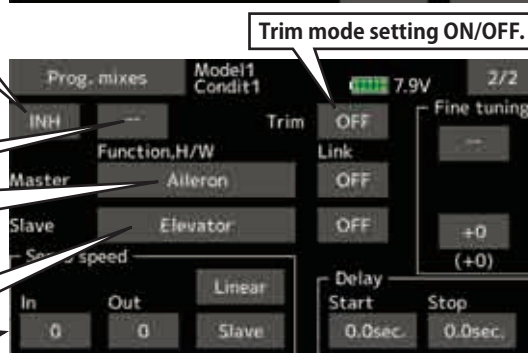 Trim mode setting ON/OFF.
Prog. mixes Model1 Condit1 7.9V 2/2
INH -- Trim OFF Fine tuning
Function,H/W Link --
Master Aileron OFF
Slave Elevator OFF +0
(+0)
Servo speed Delay
Linear
In Out Start Stop
0 0 Slave 0.0sec. 0.0sec.